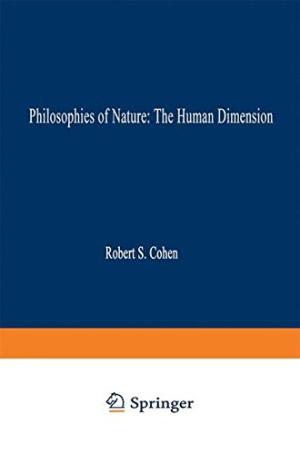 Philosophies of Nature: The Human Dimension
Robert S. Cohen
Springer